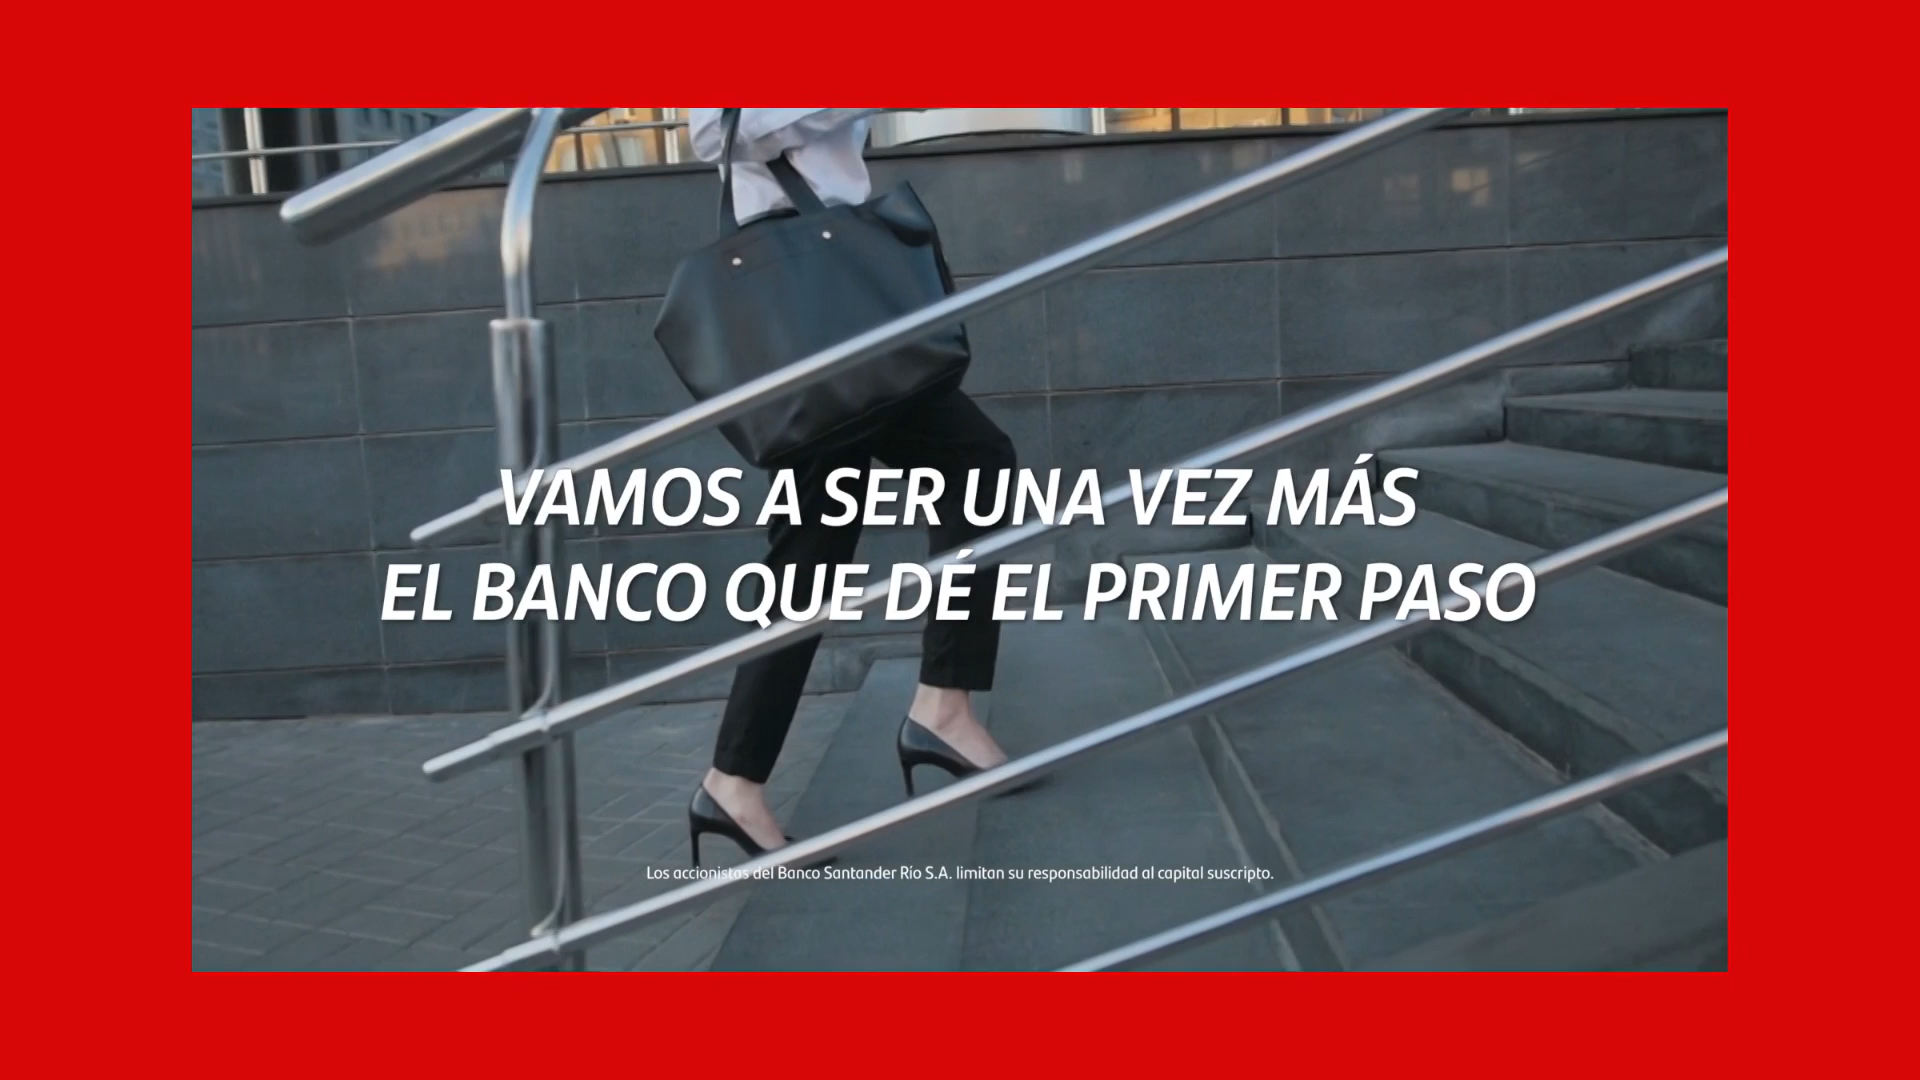 VAMOS A SER UNA VEZ MÁS
EL BANCO QUE DÉ EL PRIMER PASO
Los accionistas del Banco Santander Río S.A. limitan su responsabilidad al capital suscripto.